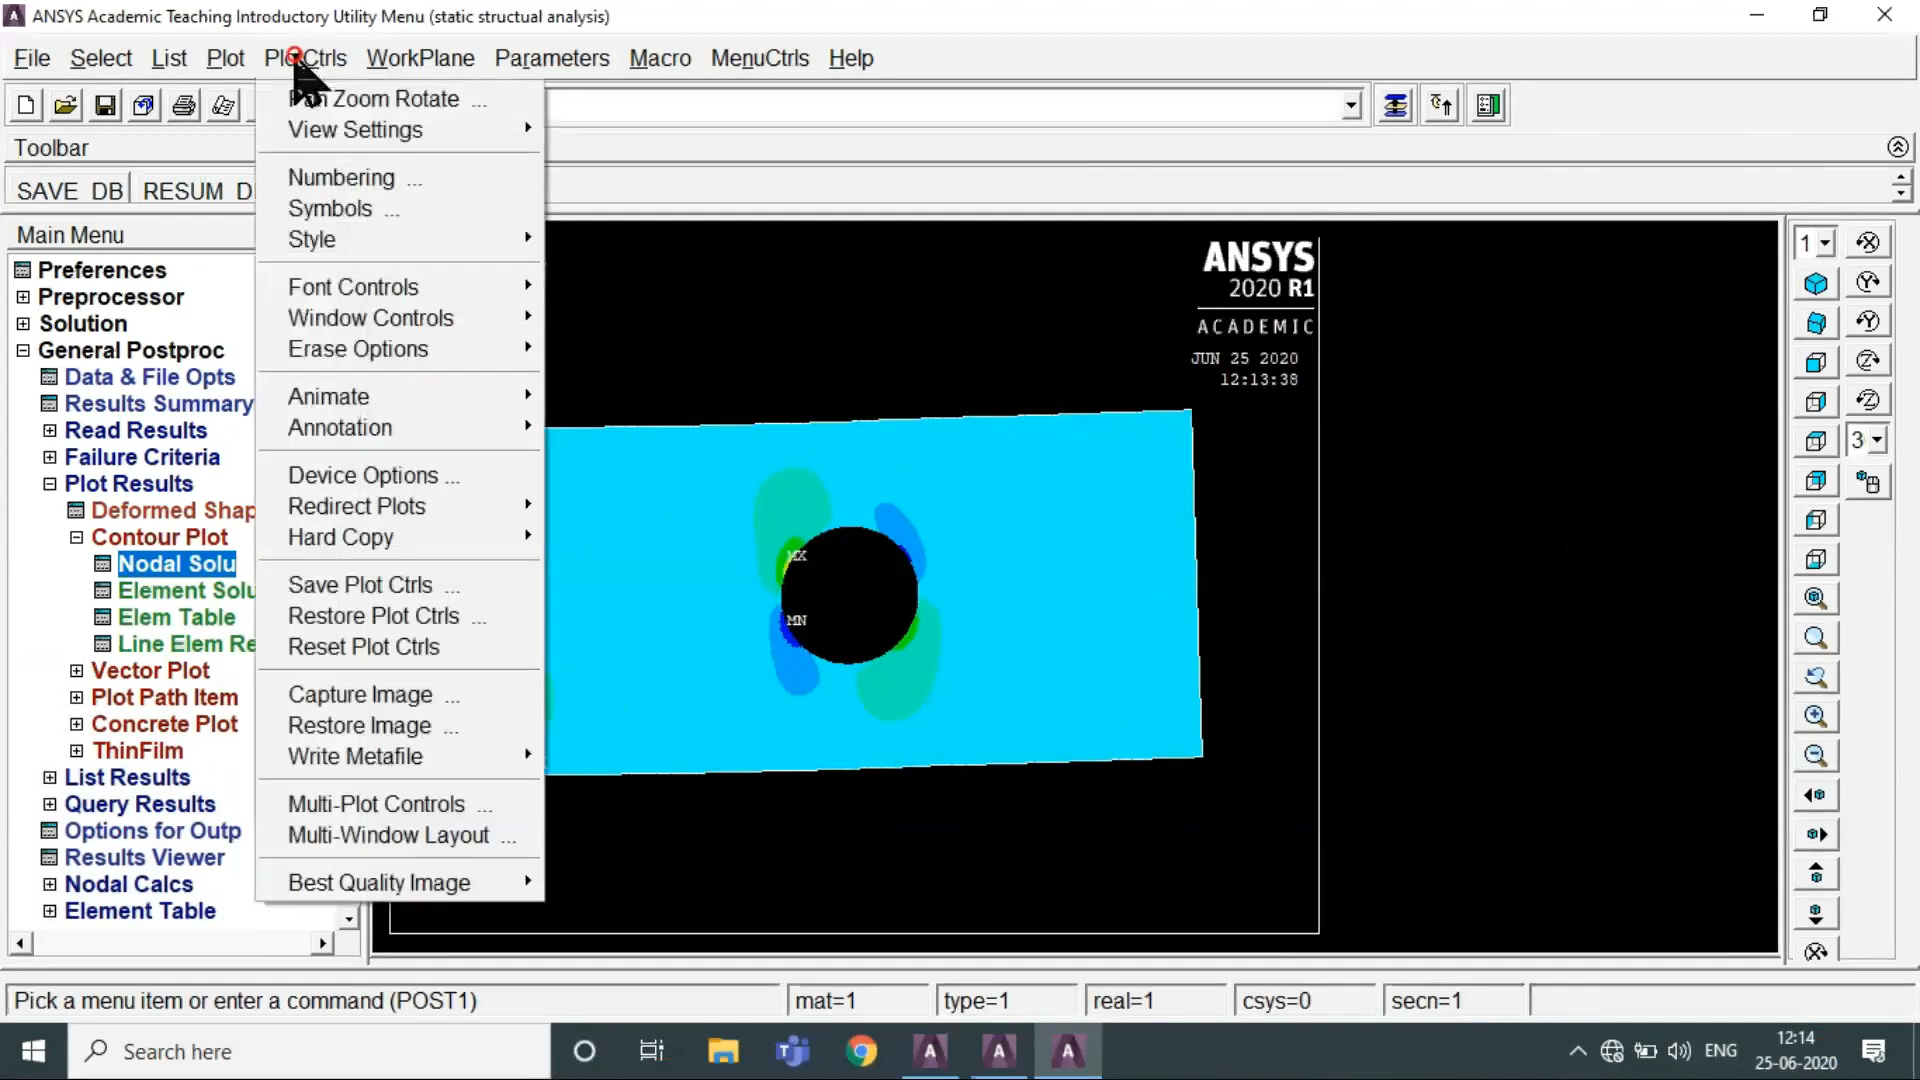 ANSYS Academic Teaching Introductory Utility Menu (static structual analysis)
File Select List Plot PlotCtrls WorkPlane Parameters Macro MenuCtrls Help
Toolbar
SAVE_DB RESUM_D
Main Menu
Preferences
Preprocessor
Solution
General Postproc
Data & File Opts
Results Summary
Read Results
Failure Criteria
Plot Results
Deformed Shap
Contour Plot
Nodal Solu
Element Solu
Elem Table
Line Elem Re
Vector Plot
Plot Path Item
Concrete Plot
ThinFilm
List Results
Query Results
Options for Outp
Results Viewer
Nodal Calcs
Element Table
Pan Zoom Rotate ...
View Settings
Numbering ...
Symbols ...
Style
Font Controls
Window Controls
Erase Options
Animate
Annotation
Device Options ...
Redirect Plots
Hard Copy
Save Plot Ctrls ...
Restore Plot Ctrls ...
Reset Plot Ctrls
Capture Image ...
Restore Image ...
Write Metafile
Multi-Plot Controls ...
Multi-Window Layout ...
Best Quality Image
ANSYS
2020 R1
ACADEMIC
JUN 25 2020
12:13:38
MX
MN
1
3
Pick a menu item or enter a command (POST1)
mat=1
type=1
real=1
csys=0
secn=1
Search here
ENG
12:14
25-06-2020